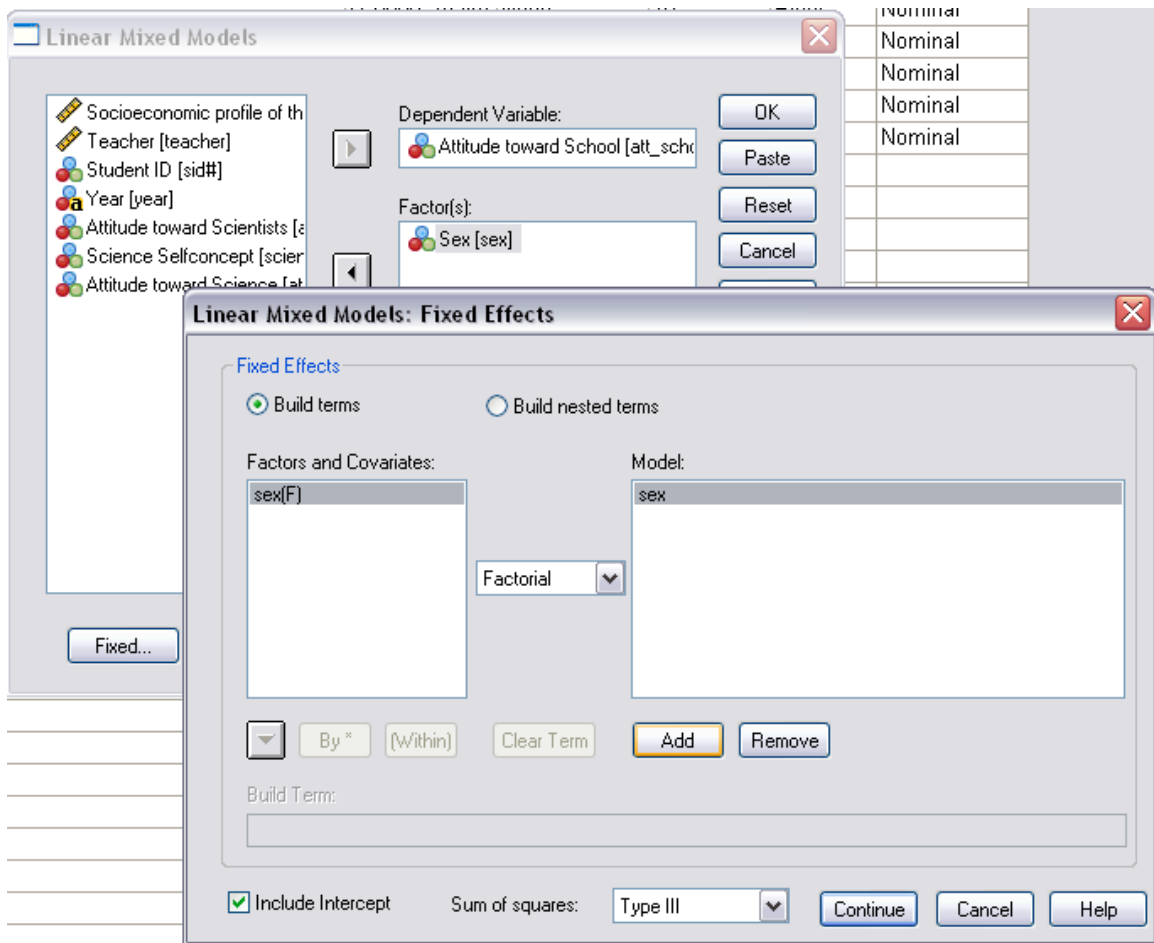 Nominal
Linear Mixed Models
Nominal
Nominal
Nominal
Nominal
Socioeconomic profile of th
Teacher [teacher]
Student ID [sid#]
Year [year]
Attitude toward Scientists [a
Science Selfconcept [scien
Attitude toward Science [at
Dependent Variable:
Attitude toward School [att_scho
Factor(s):
Sex [sex]
OK
Paste
Reset
Cancel
Fixed...
Linear Mixed Models: Fixed Effects
Fixed Effects
Build terms
Build nested terms
Factors and Covariates:
Model:
sex(F)
sex
Factorial
By *
(Within)
Clear Term
Add
Remove
Build Term:
Include Intercept
Sum of squares:
Type III
Continue
Cancel
Help